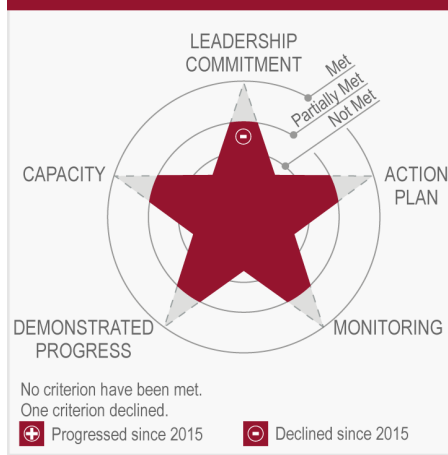 LEADERSHIP
COMMITMENT
Met
Partially Met
Not Met
CAPACITY
ACTION
PLAN
DEMONSTRATED
PROGRESS
MONITORING
No criterion have been met.
One criterion declined.
Progressed since 2015
Declined since 2015